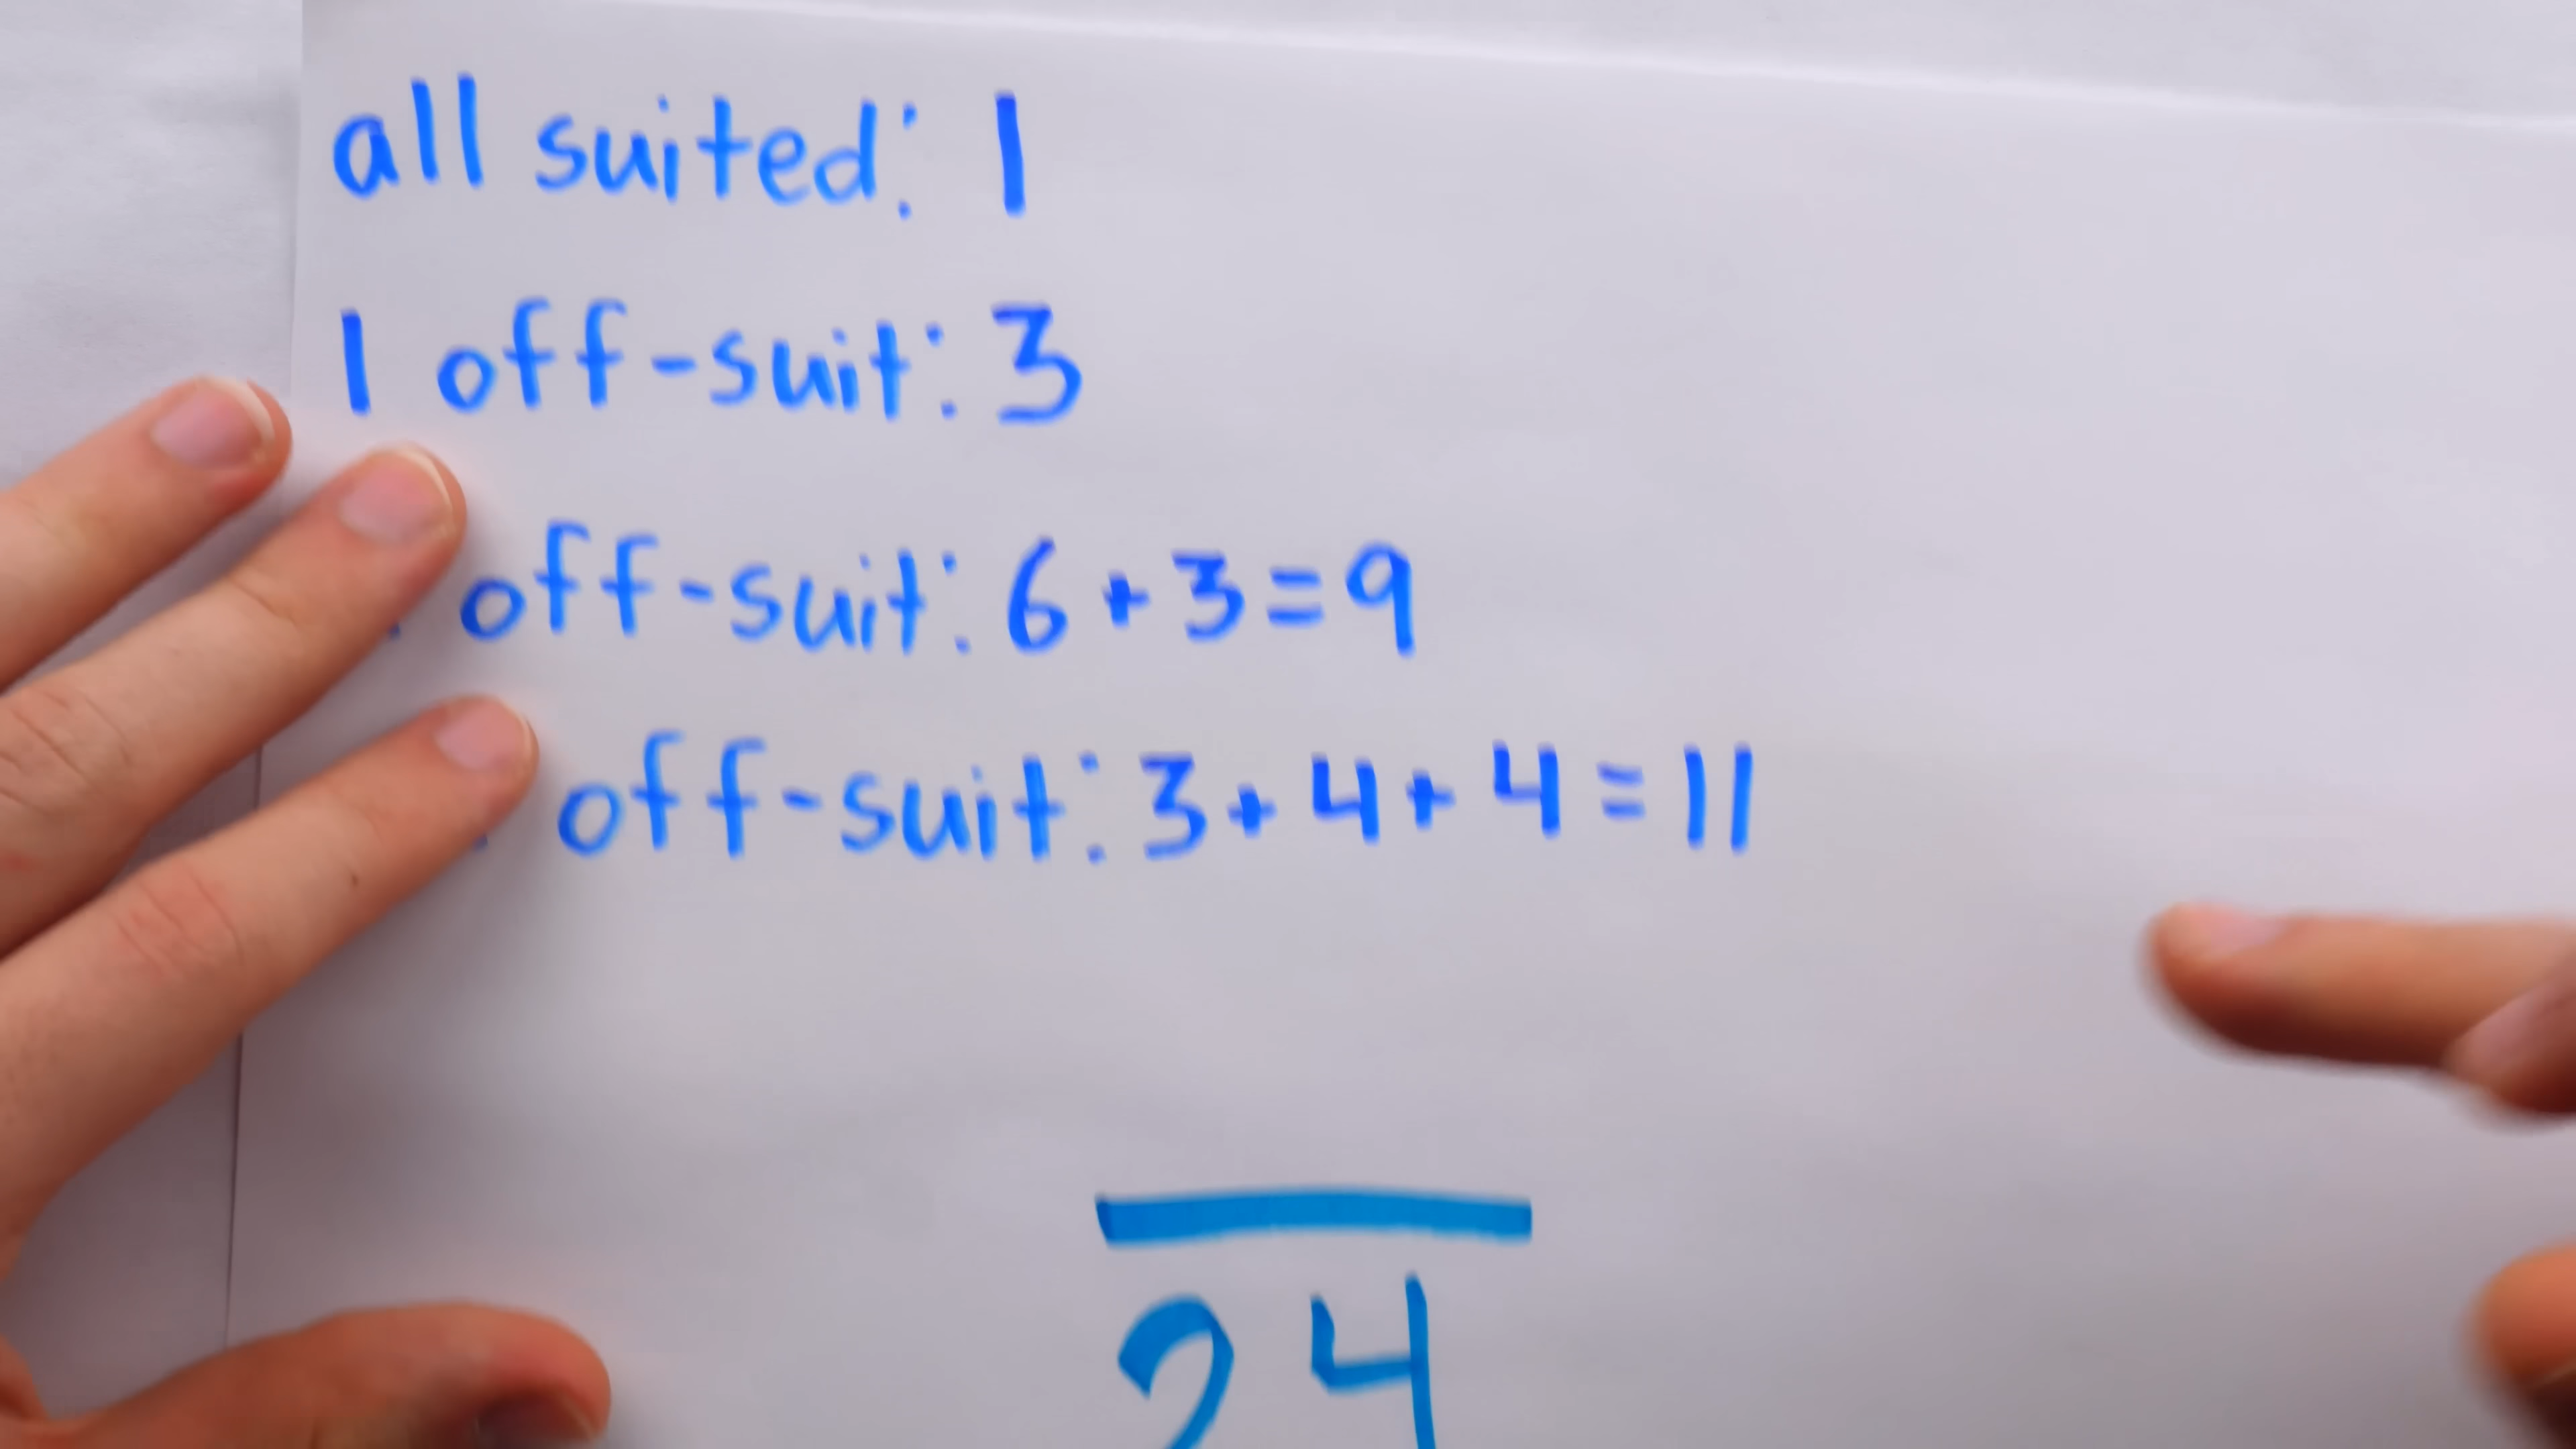 all suited: 1
1 off-suit: 3
off-suit: 6+3=9
off-suit: 3+4+4=11
24